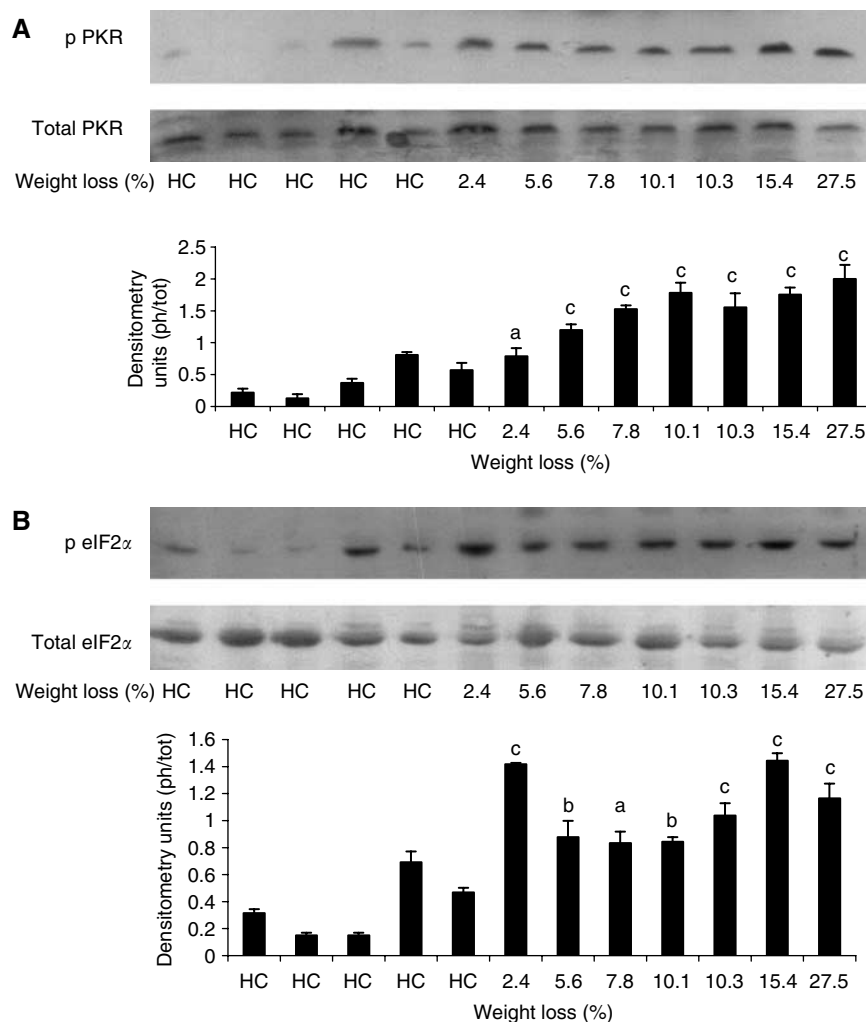 A
p PKR
Total PKR
Weight loss (%) HC HC HC HC HC 2.4 5.6 7.8 10.1 10.3 15.4 27.5
Densitometry
units (ph/tot)
2.5
2
1.5
1
0.5
0
a c c c c c c
HC HC HC HC HC 2.4 5.6 7.8 10.1 10.3 15.4 27.5
Weight loss (%)
B
p eIF2α
Total eIF2α
Weight loss (%) HC HC HC HC HC 2.4 5.6 7.8 10.1 10.3 15.4 27.5
Densitometry units (ph/tot)
1.6
1.4
1.2
1
0.8
0.6
0.4
0.2
0
c b a b c c c
HC HC HC HC HC 2.4 5.6 7.8 10.1 10.3 15.4 27.5
Weight loss (%)